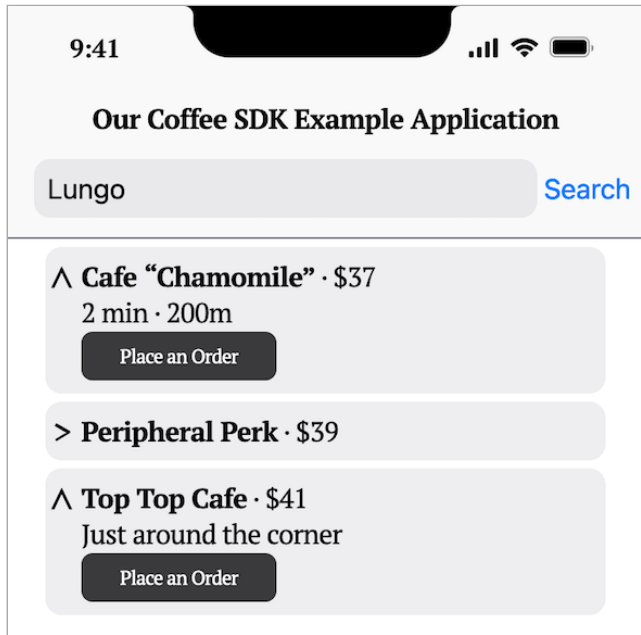 9:41
Our Coffee SDK Example Application
Lungo Search
Cafe “Chamomile” · $37
2 min · 200m
Place an Order
> Peripheral Perk · $39
Top Top Cafe · $41
Just around the corner
Place an Order